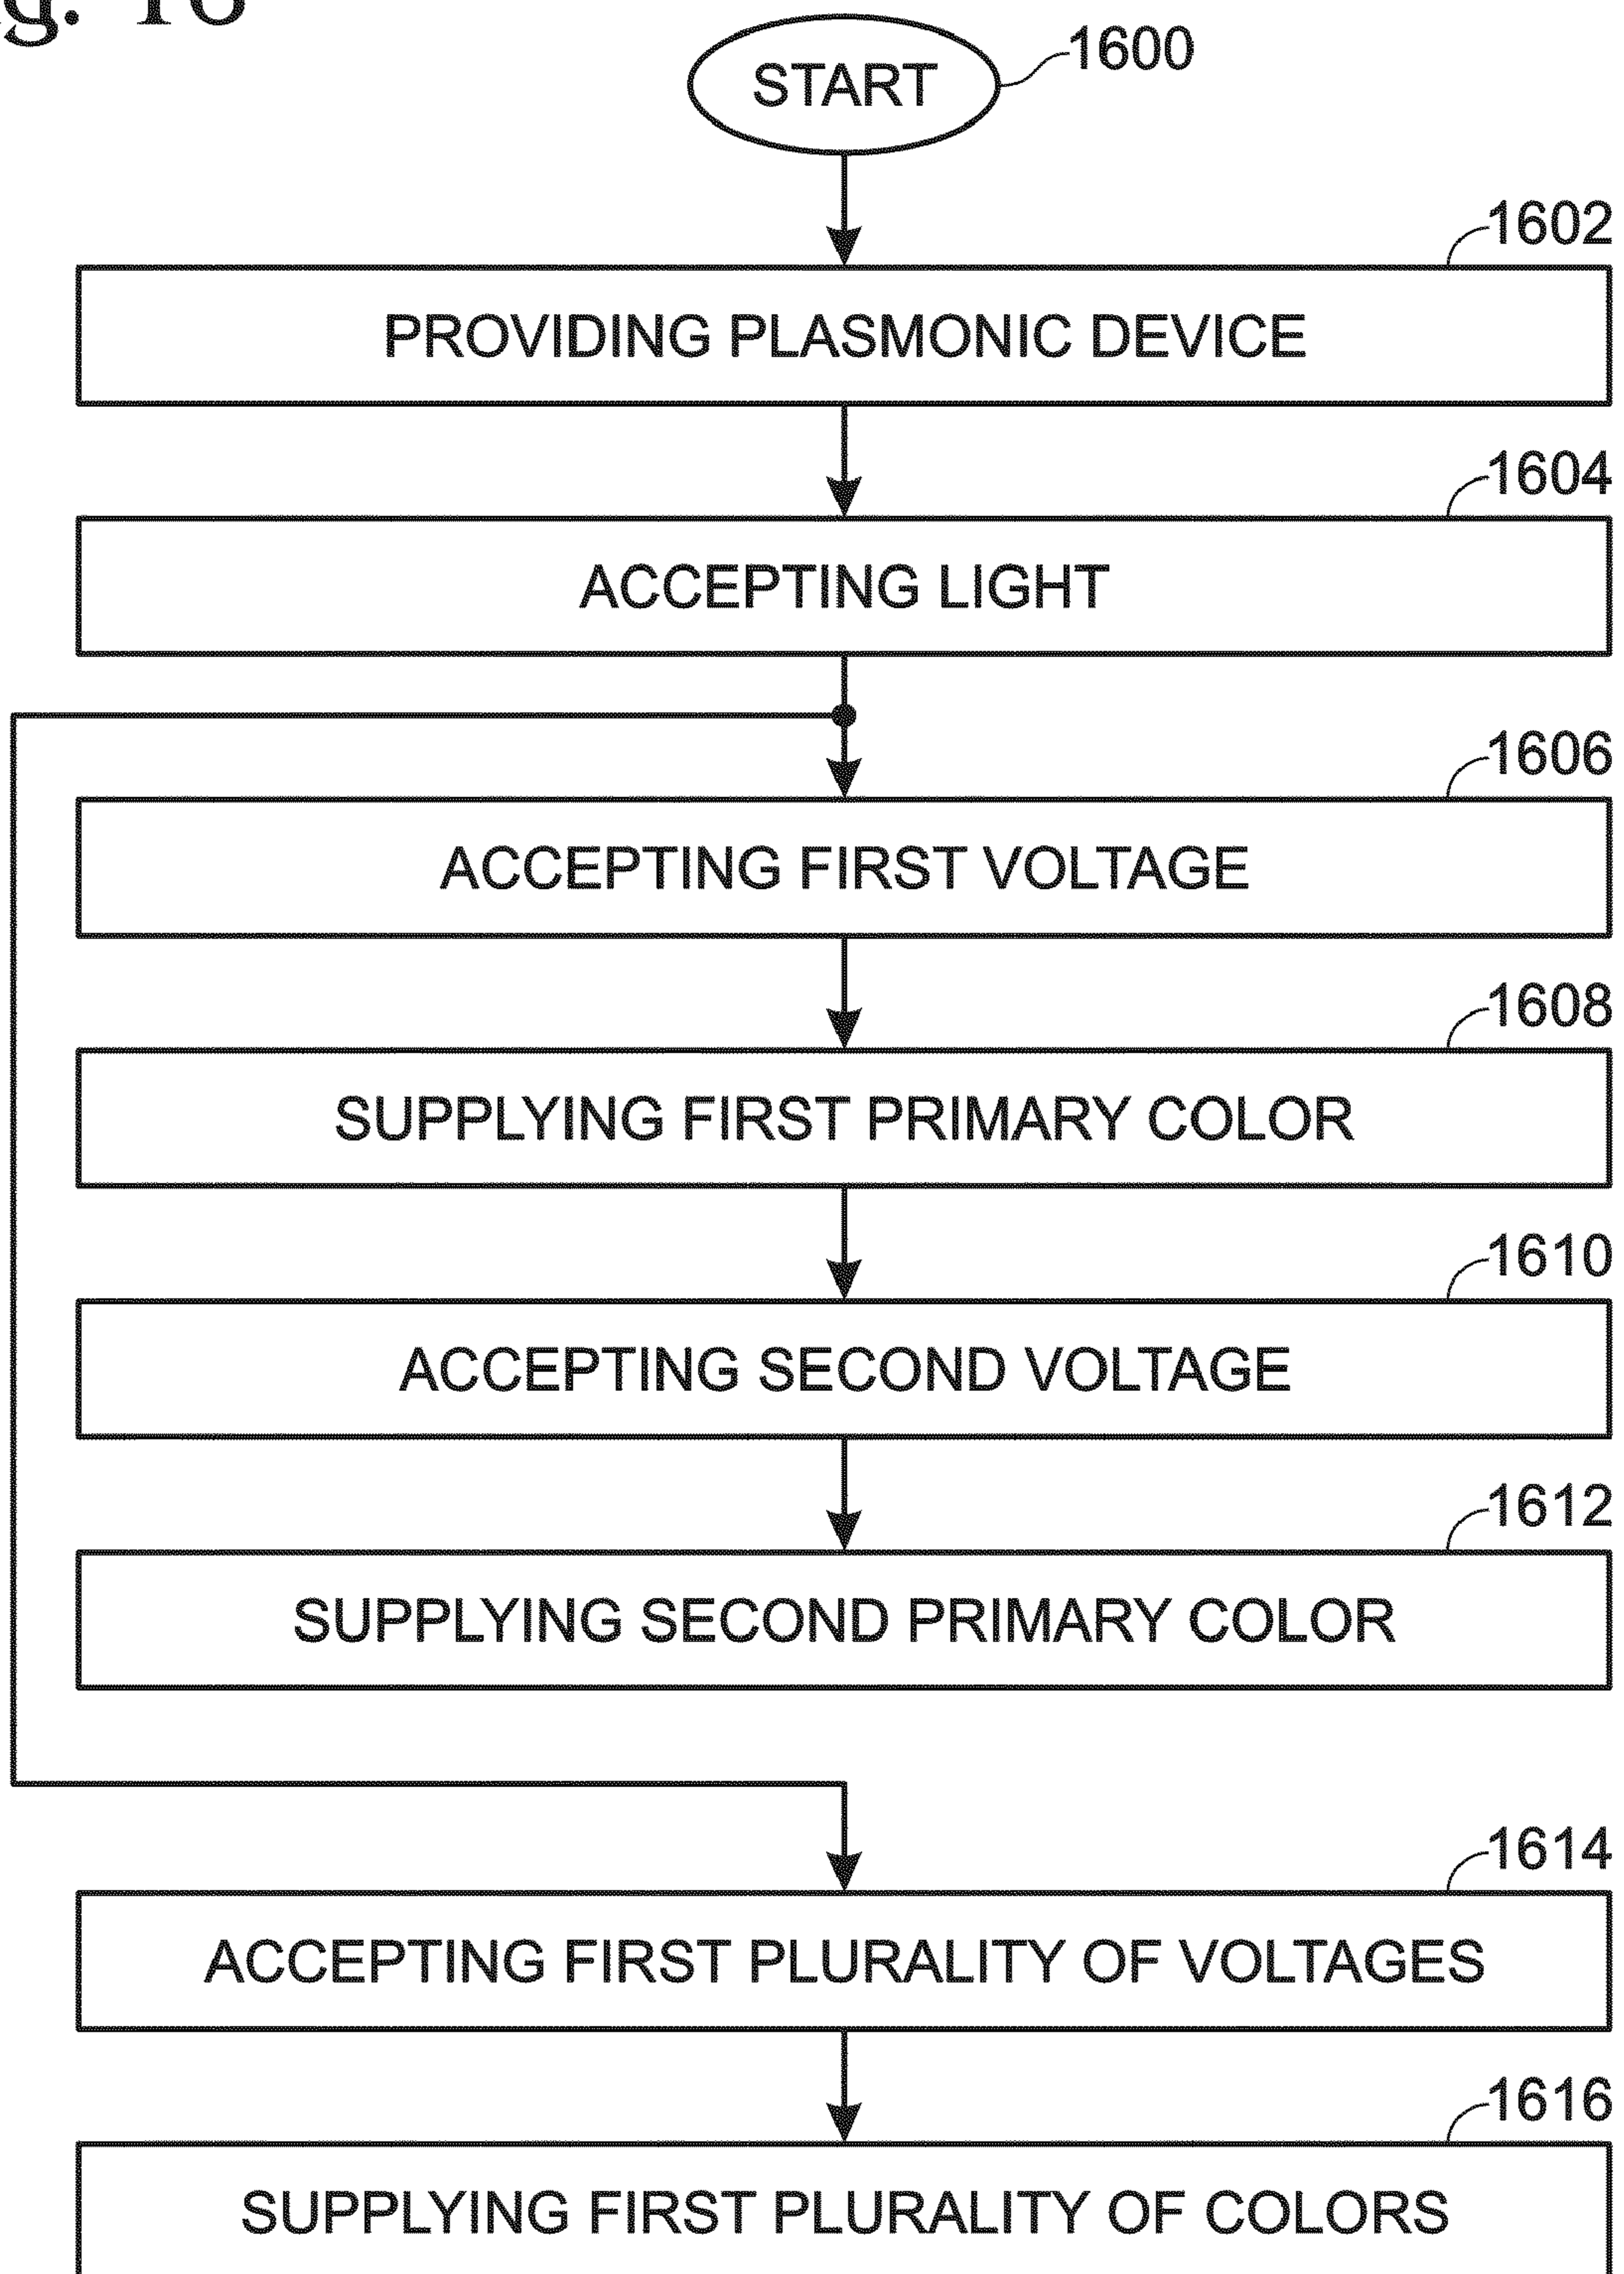 START
1600
1602
PROVIDING PLASMONIC DEVICE
1604
ACCEPTING LIGHT
1606
ACCEPTING FIRST VOLTAGE
1608
SUPPLYING FIRST PRIMARY COLOR
1610
ACCEPTING SECOND VOLTAGE
1612
SUPPLYING SECOND PRIMARY COLOR
1614
ACCEPTING FIRST PLURALITY OF VOLTAGES
1616
SUPPLYING FIRST PLURALITY OF COLORS